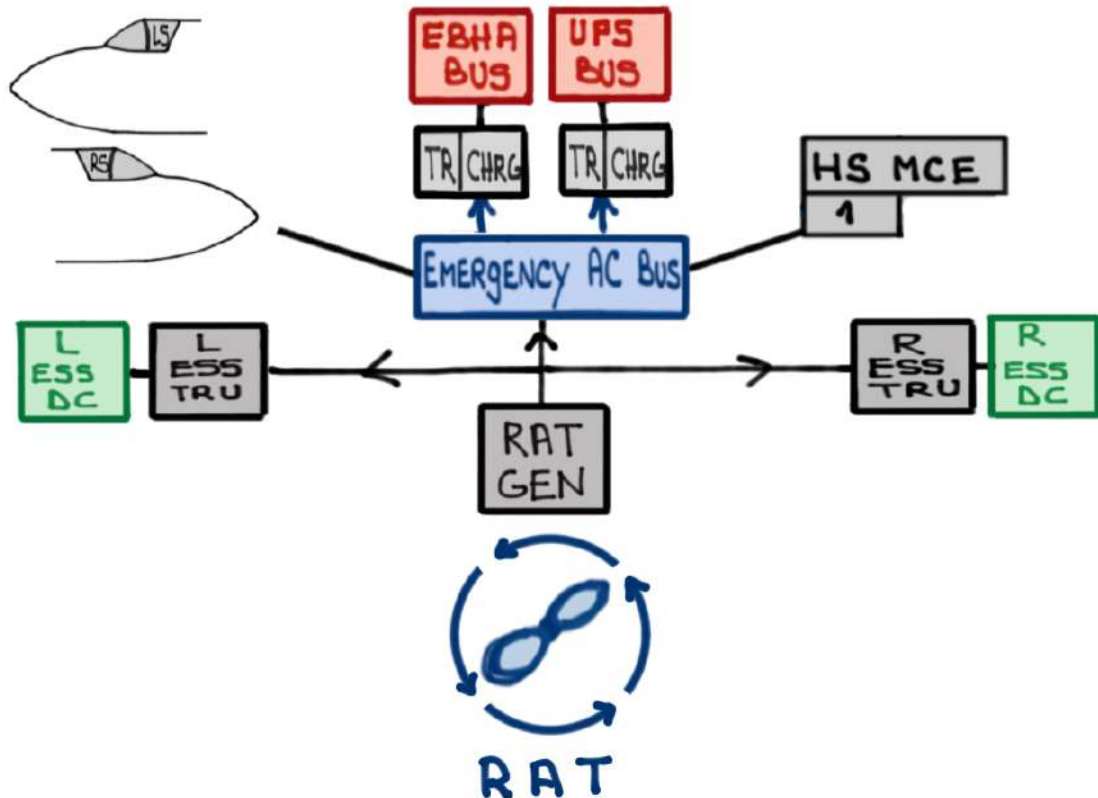 LS
RS
EBHA
BUS
UPS
BUS
TR CHRG
TR CHRG
HS MCE
1
EMERgENCY AC BUS
L
ESS
DC
L
ESS
TRU
R
ESS
TRU
R
ESS
DC
RAT
GEN
RAT